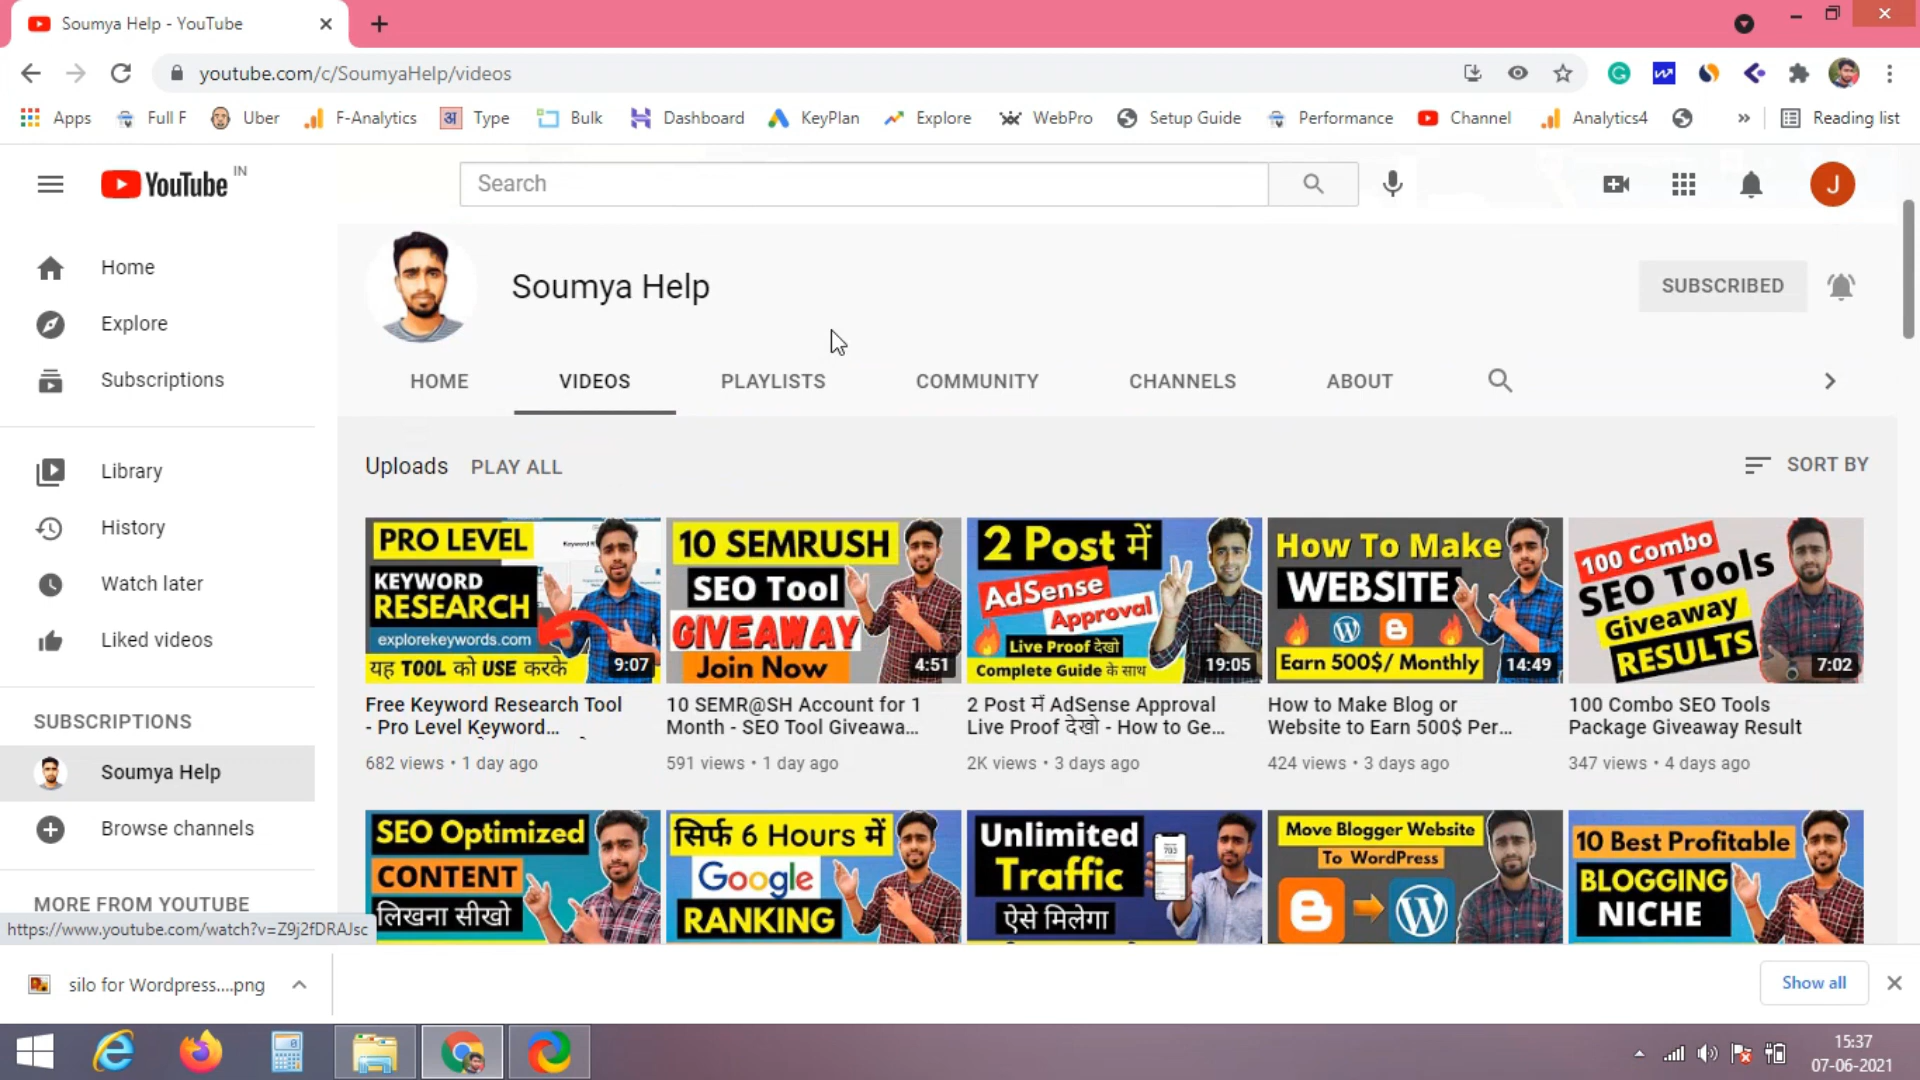 Soumya Help - YouTube
youtube.com/c/SoumyaHelp/videos
Apps
Full F
Uber
F-Analytics
अ Type
Bulk
Dashboard
KeyPlan
Explore
WebPro
Setup Guide
Performance
Channel
Analytics4
»
Reading list
YouTube IN
Search
J
Home
Explore
Subscriptions
Library
History
Watch later
Liked videos
SUBSCRIPTIONS
Soumya Help
Browse channels
MORE FROM YOUTUBE
https://www.youtube.com/watch?v=Z9j2fDRAJsc
Soumya Help
SUBSCRIBED
HOME
VIDEOS
PLAYLISTS
COMMUNITY
CHANNELS
ABOUT
Uploads
PLAY ALL
SORT BY
PRO LEVEL
KEYWORD
RESEARCH
explorekeywords.com
यह TOOL को USE करके
9:07
Free Keyword Research Tool
- Pro Level Keyword...
682 views • 1 day ago
10 SEMRUSH
SEO Tool
GIVEAWAY
Join Now
4:51
10 SEMR@SH Account for 1
Month - SEO Tool Giveawa...
591 views • 1 day ago
2 Post में
AdSense
Approval
Live Proof देखो
Complete Guide के साथ
19:05
2 Post में AdSense Approval
Live Proof देखो - How to Ge...
2K views • 3 days ago
How To Make
WEBSITE
Earn 500$/ Monthly
14:49
How to Make Blog or
Website to Earn 500$ Per...
424 views • 3 days ago
100 Combo
SEO Tools
Giveaway
RESULTS
7:02
100 Combo SEO Tools
Package Giveaway Result
347 views • 4 days ago
SEO Optimized
CONTENT
लिखना सीखो
सिर्फ 6 Hours में
Google
RANKING
Unlimited
Traffic
ऐसे मिलेगा
Move Blogger Website
To WordPress
10 Best Profitable
BLOGGING
NICHE
silo for Wordpress....png
Show all
15:37
07-06-2021